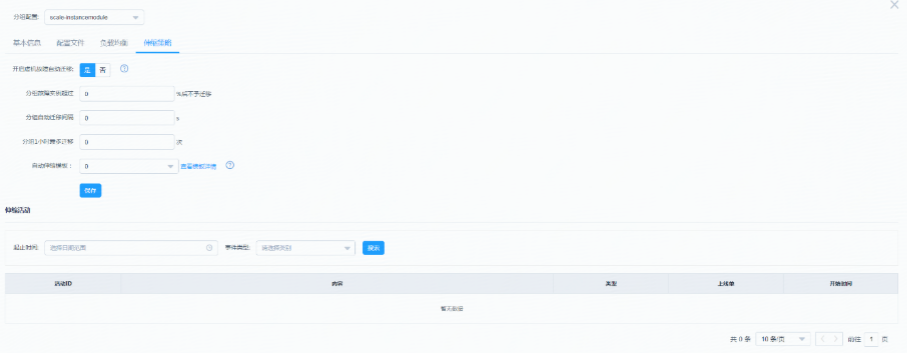 分组配置: scale-instancemodule
基本信息 配置文件 负载均衡 伸缩策略
开启虚机故障自动迁移: 是 否
分组故障实例超过 0 %后不予迁移
分组自动迁移间隔 0 s
分组1小时最多迁移 0 次
自动伸缩模板: 0 查看模板详情
保存
伸缩活动
起止时间: 选择日期范围 事件类型: 请选择类别 搜索
活动ID 内容 类型 上线单 开始时间
暂无数据
共 0 条 10 条/页 前往 1 页